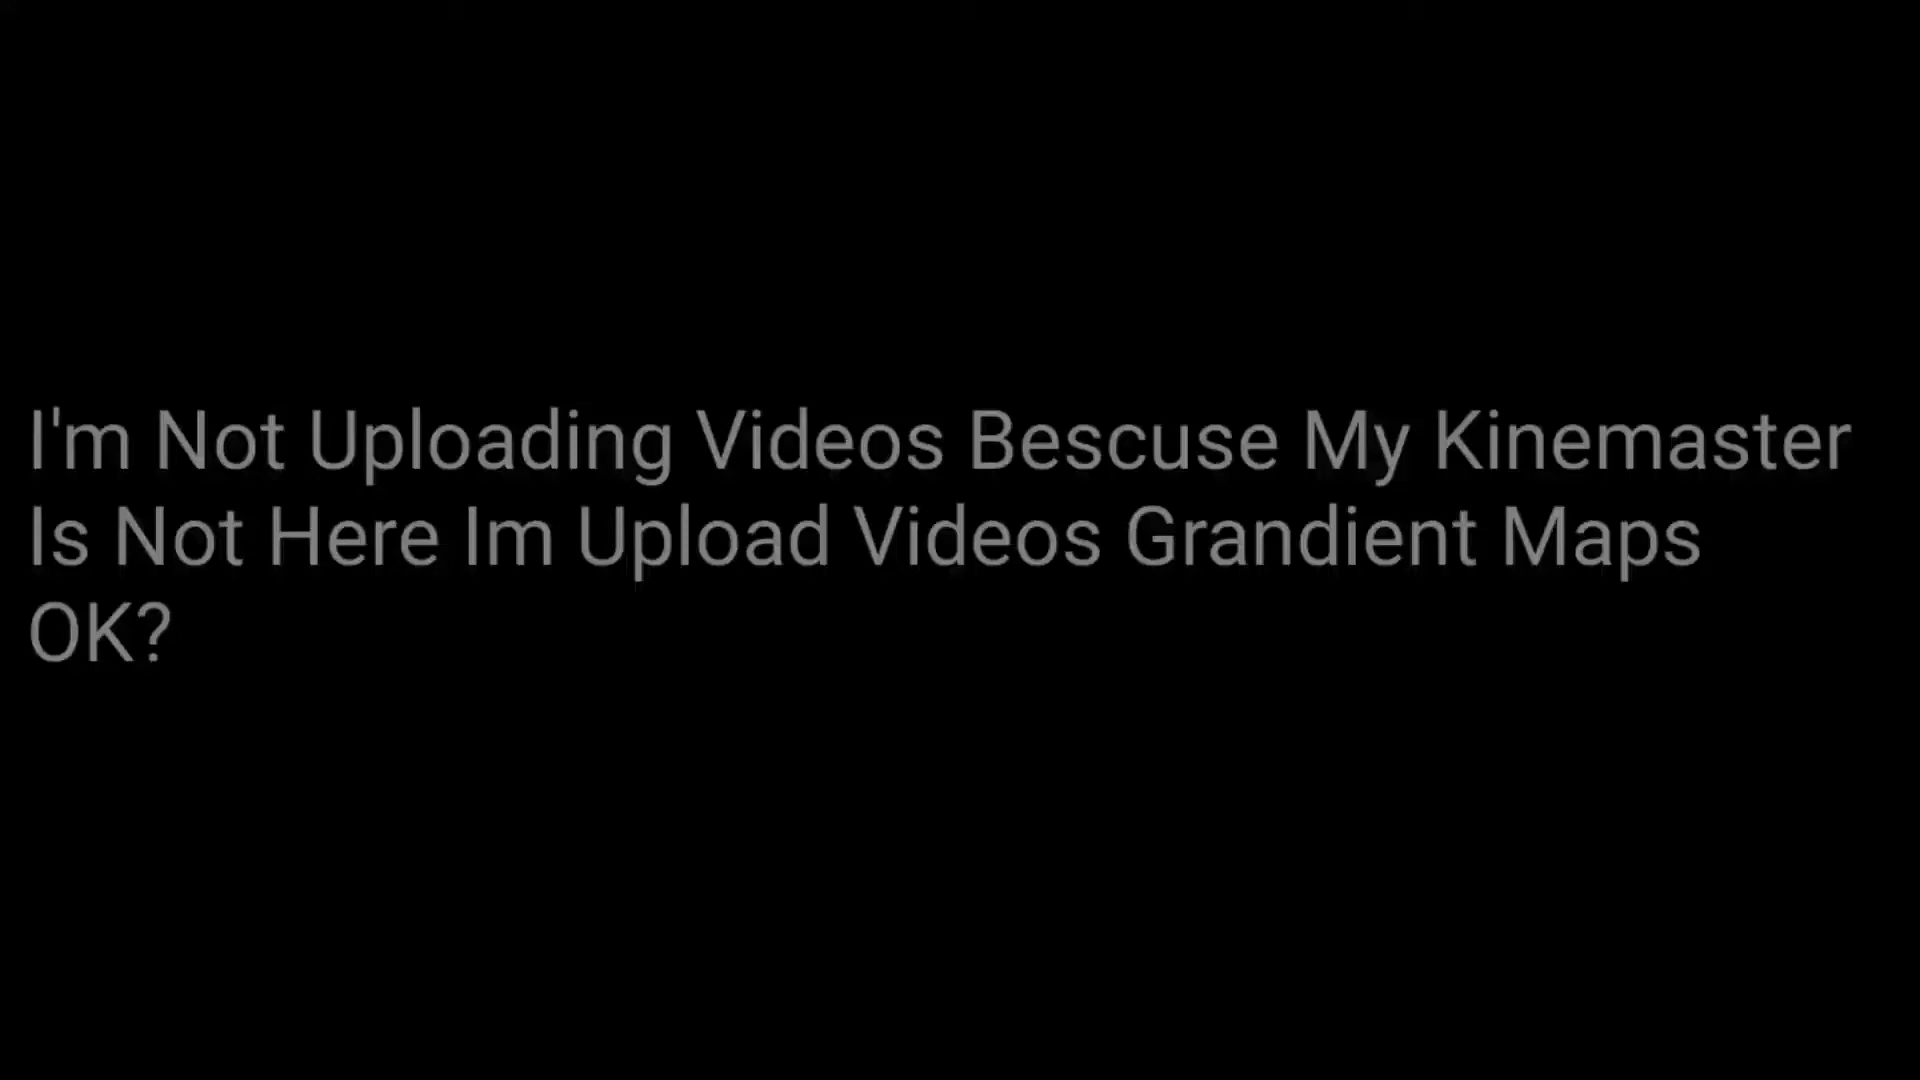 I'm Not Uploading Videos Bescuse My Kinemaster
Is Not Here Im Upload Videos Grandient Maps
OK?